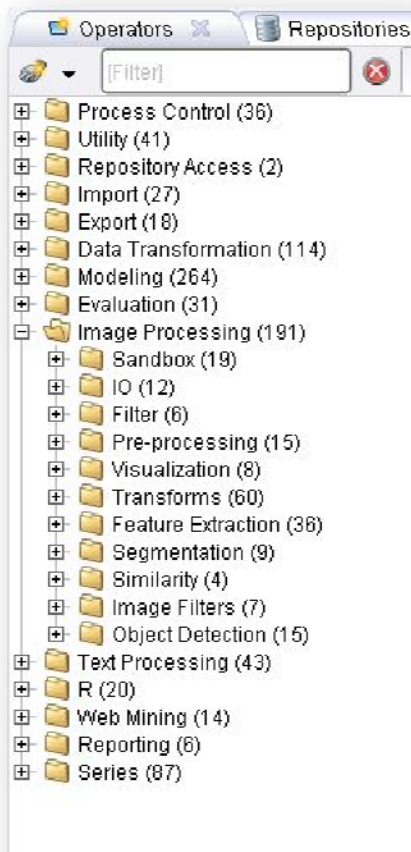 Operators Repositories
[Filter]
Process Control (36)
Utility (41)
Repository Access (2)
Import (27)
Export (18)
Data Transformation (114)
Modeling (264)
Evaluation (31)
Image Processing (191)
Sandbox (19)
IO (12)
Filter (6)
Pre-processing (15)
Visualization (8)
Transforms (60)
Feature Extraction (36)
Segmentation (9)
Similarity (4)
Image Filters (7)
Object Detection (15)
Text Processing (43)
R (20)
Web Mining (14)
Reporting (6)
Series (87)